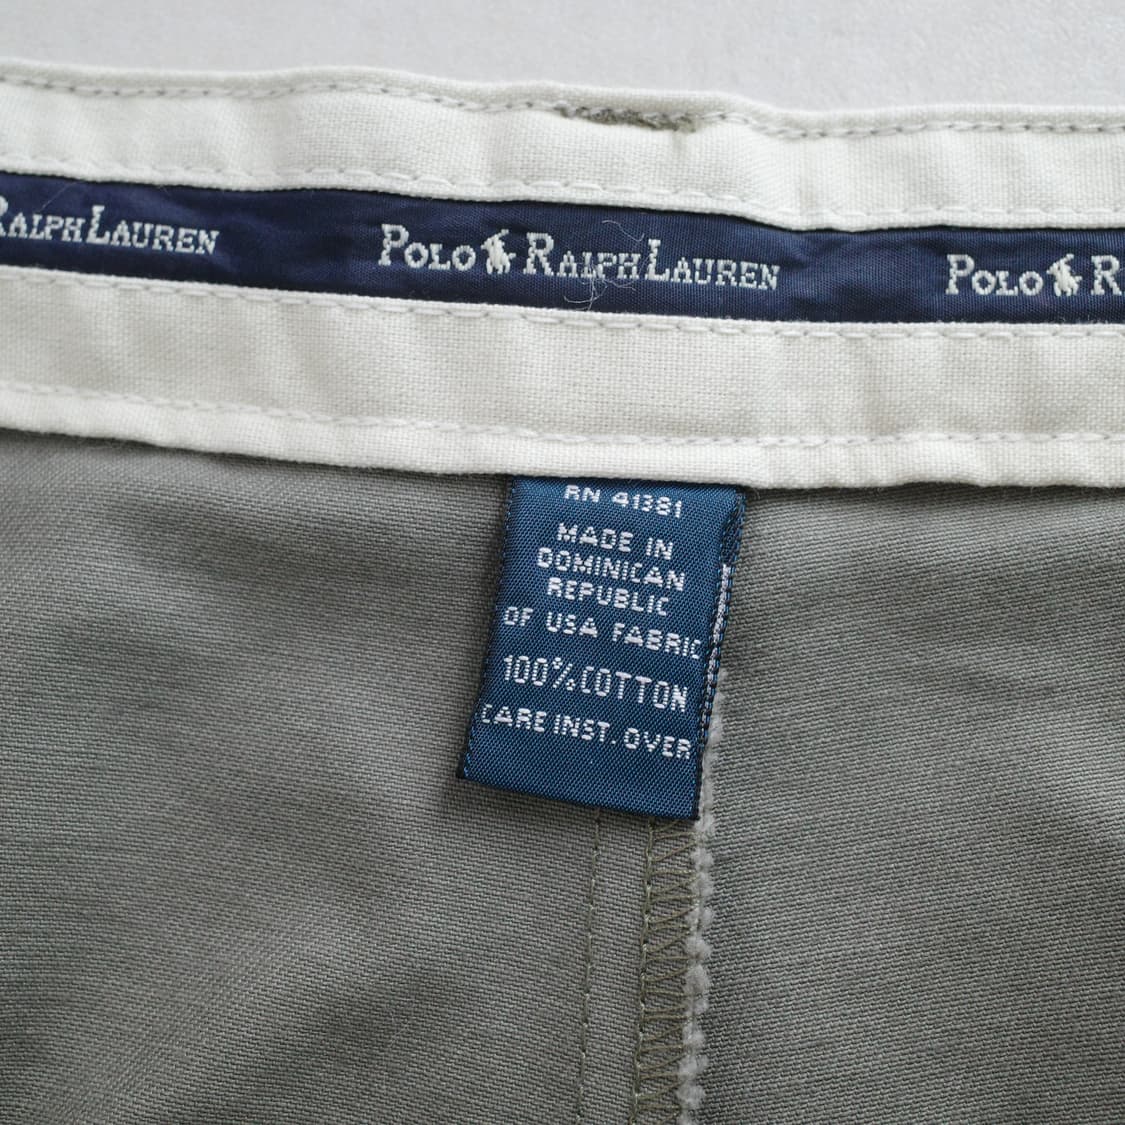 RALPH LAUREN POLO RALPH LAUREN POLO R
RN 41381
MADE IN
DOMINICAN
REPUBLIC
OF USA FABRIC
100% COTTON
CARE INST. OVER